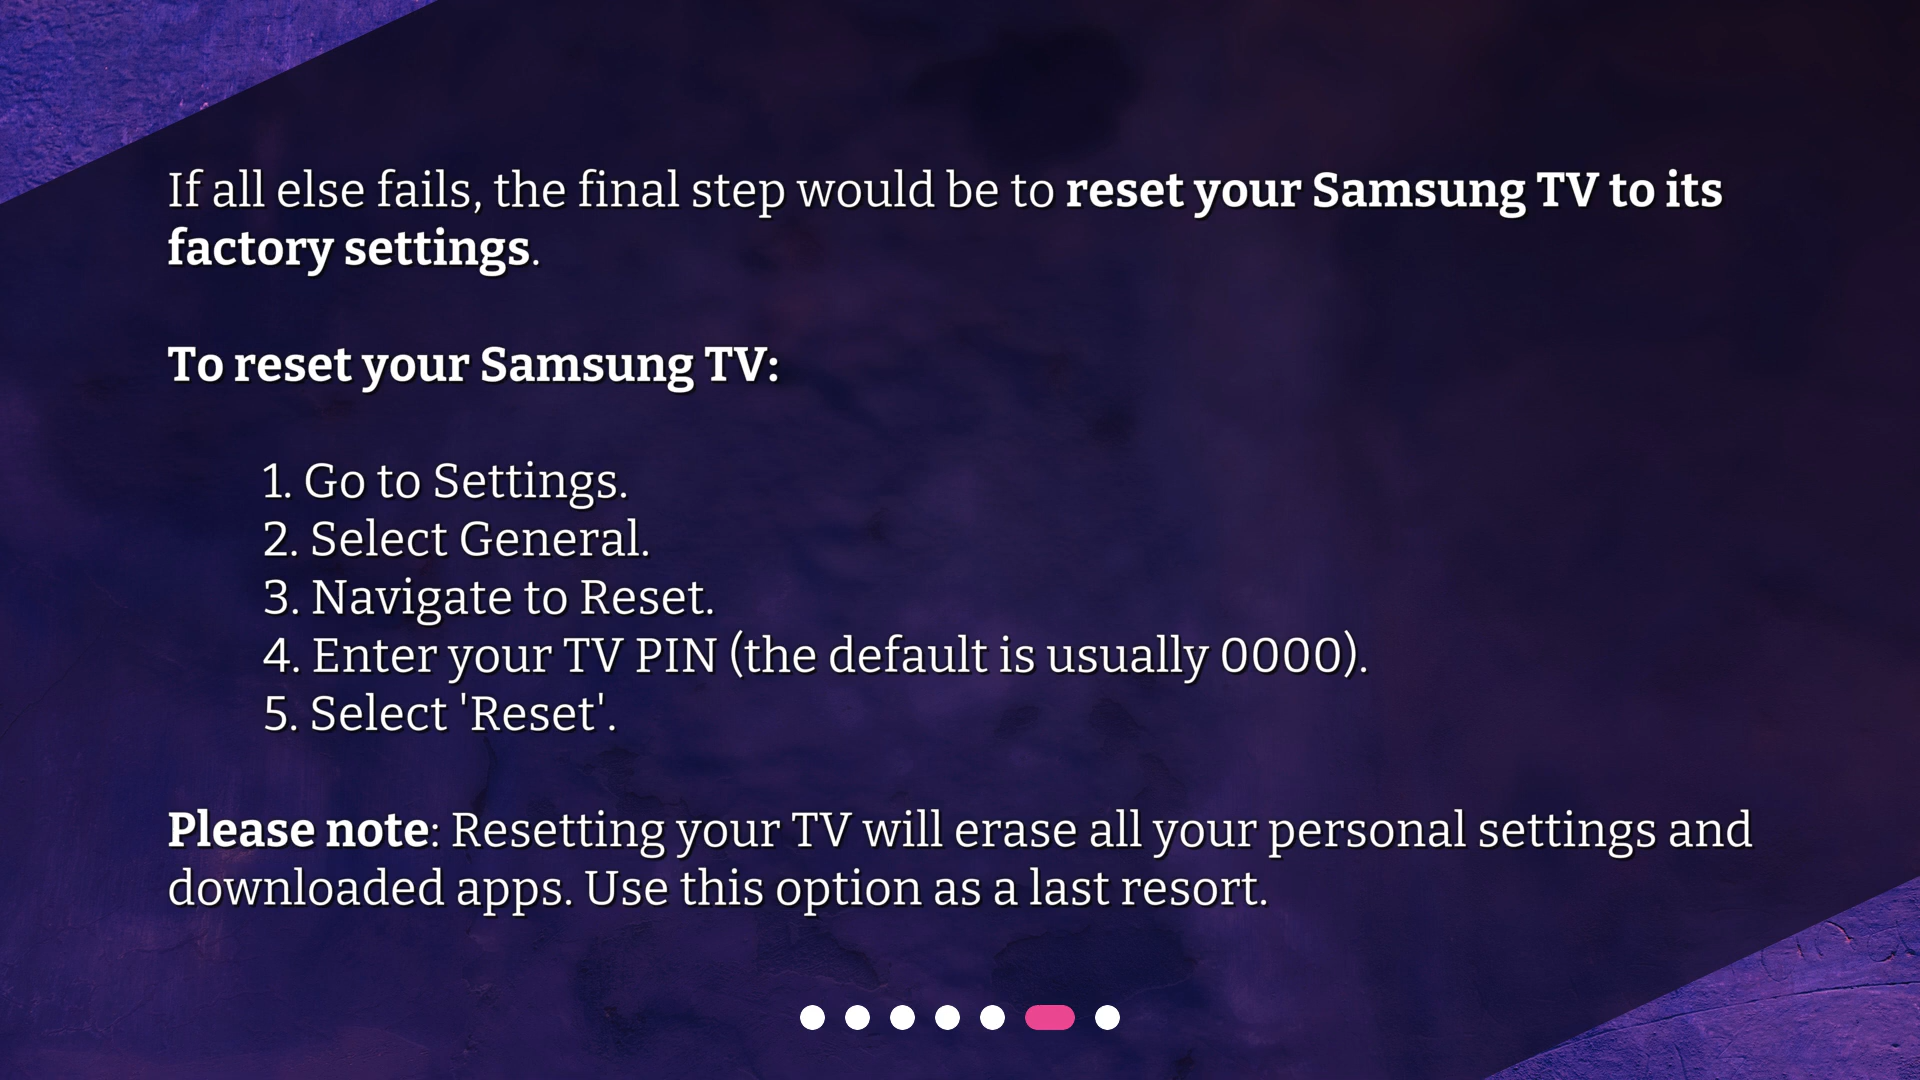 If all else fails, the final step would be to reset your Samsung TV to its
factory settings.
To reset your Samsung TV:
1. Go to Settings.
2. Select General.
3. Navigate to Reset.
4. Enter your TV PIN (the default is usually 0000).
5. Select 'Reset'.
Please note: Resetting your TV will erase all your personal settings and
downloaded apps. Use this option as a last resort.